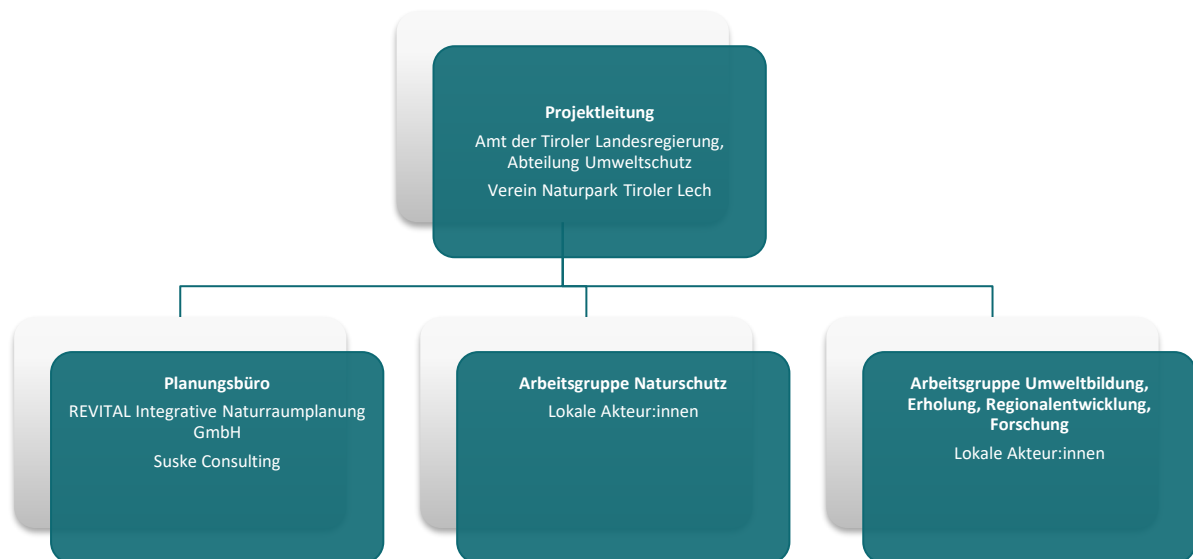 Projektleitung
Amt der Tiroler Landesregierung,
Abteilung Umweltschutz
Verein Naturpark Tiroler Lech
Planungsbüro
REVITAL Integrative Naturraumplanung
GmbH
Suske Consulting
Arbeitsgruppe Naturschutz
Lokale Akteur:innen
Arbeitsgruppe Umweltbildung,
Erholung, Regionalentwicklung,
Forschung
Lokale Akteur:innen